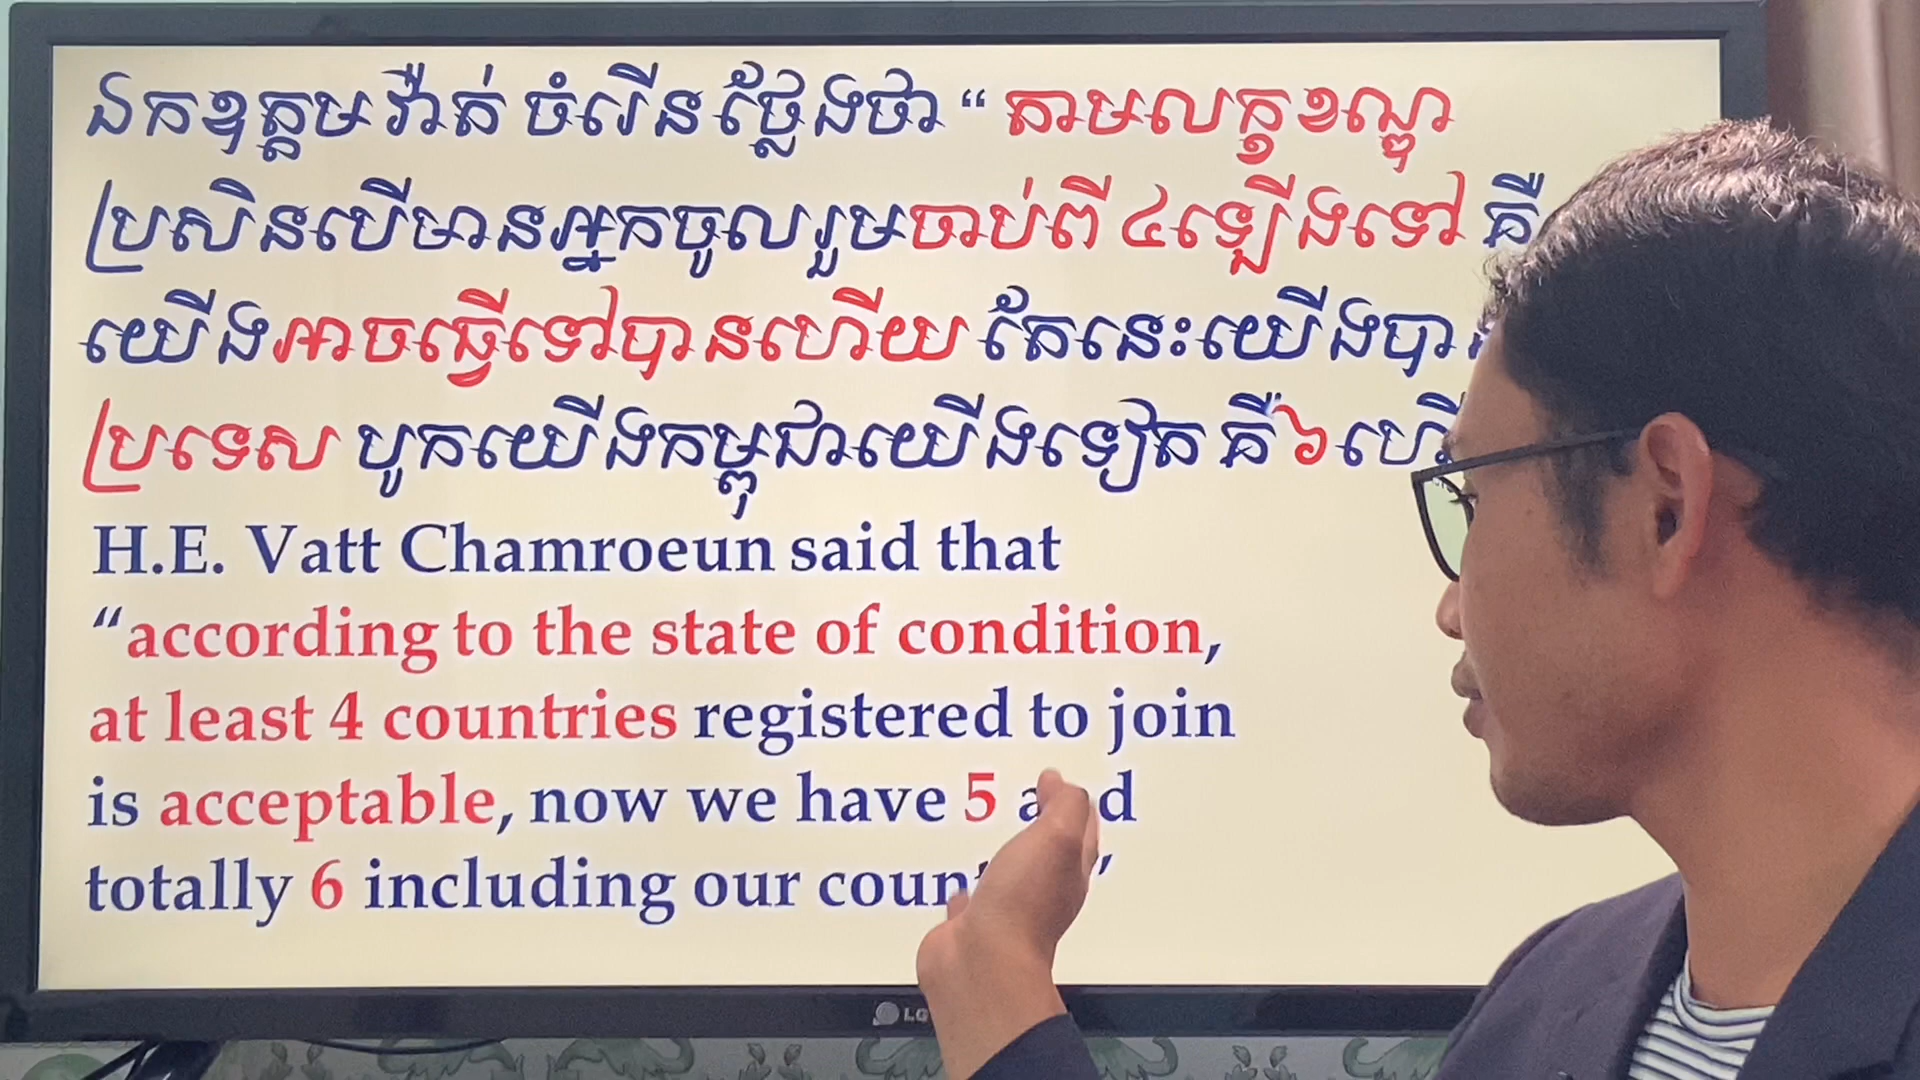 ឯកឧត្តម វ៉ាត់ ចំរើន ថ្លែងថា “ តាមលក្ខខណ្ឌ
ប្រសិនបើមានអ្នកចូលរួមចាប់ពី ៤ឡើងទៅ គឺ
យើងអាចធ្វើទៅបានហើយ តែនេះយើង
ប្រទេស បូកយើងកម្ពុជាយើងទៀត គឺ៦
H.E. Vatt Chamroeun said that
“according to the state of condition,
at least 4 countries registered to join
is acceptable, now we have 5 and
totally 6 including our
LG